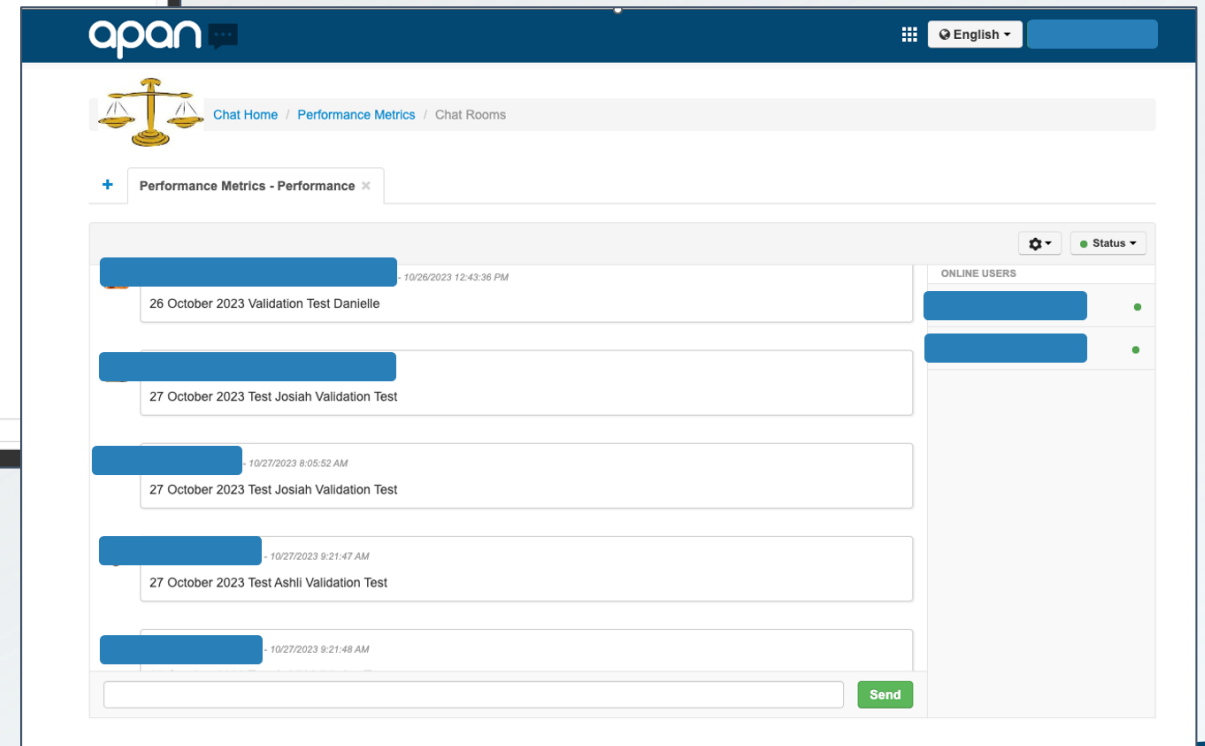 apan
English
Chat Home / Performance Metrics / Chat Rooms
+ Performance Metrics - Performance ×
Status
- 10/26/2023 12:43:36 PM
ONLINE USERS
26 October 2023 Validation Test Danielle
27 October 2023 Test Josiah Validation Test
- 10/27/2023 8:05:52 AM
27 October 2023 Test Josiah Validation Test
- 10/27/2023 9:21:47 AM
27 October 2023 Test Ashli Validation Test
- 10/27/2023 9:21:48 AM
Send